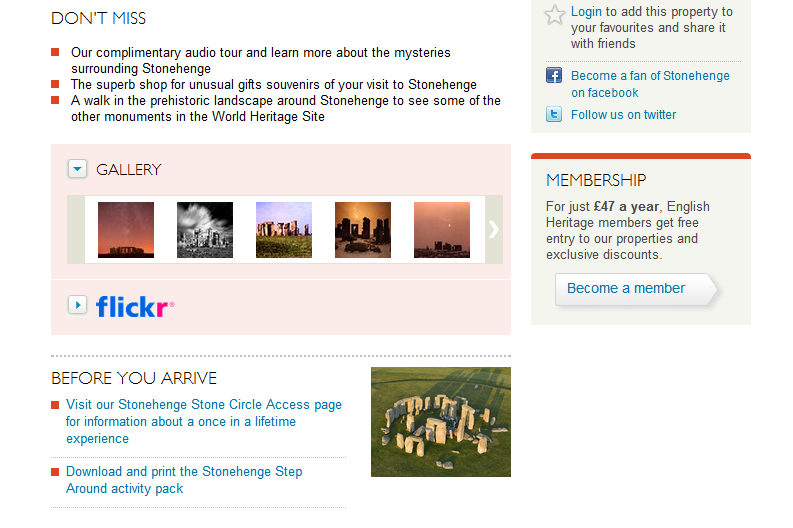 DON'T MISS
Our complimentary audio tour and learn more about the mysteries
surrounding Stonehenge
The superb shop for unusual gifts souvenirs of your visit to Stonehenge
A walk in the prehistoric landscape around Stonehenge to see some of the
other monuments in the World Heritage Site
GALLERY
flickr®
BEFORE YOU ARRIVE
Visit our Stonehenge Stone Circle Access page
for information about a once in a lifetime
experience
Download and print the Stonehenge Step
Around activity pack
Login to add this property to
your favourites and share it
with friends
Become a fan of Stonehenge
on facebook
Follow us on twitter
MEMBERSHIP
For just £47 a year, English
Heritage members get free
entry to our properties and
exclusive discounts.
Become a member